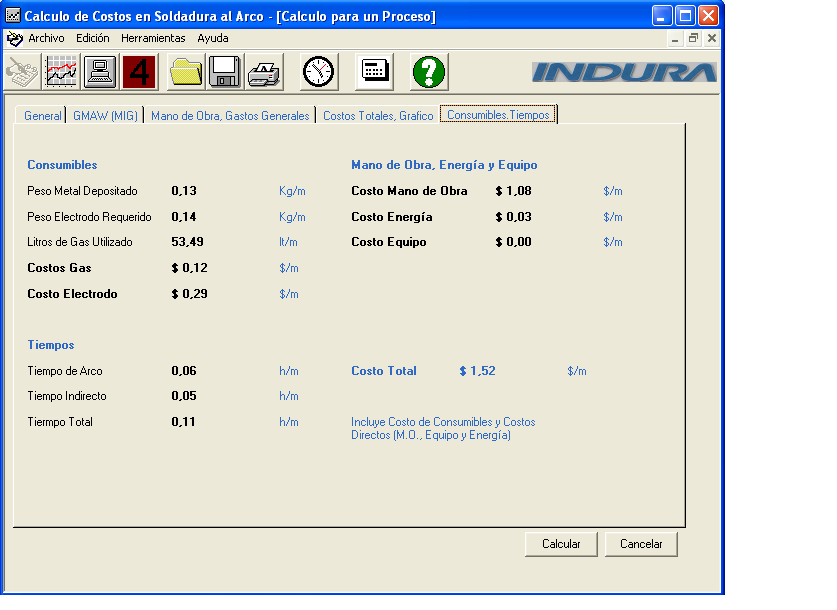 Calculo de Costos en Soldadura al Arco - [Calculo para un Proceso]
Archivo Edición Herramientas Ayuda
4 ? INDURA
General GMAW (MIG) Mano de Obra, Gastos Generales Costos Totales, Grafico Consumibles.Tiempos
Consumibles Mano de Obra, Energía y Equipo
Peso Metal Depositado 0,13 Kg/m Costo Mano de Obra $ 1,08 $/m
Peso Electrodo Requerido 0,14 Kg/m Costo Energía $ 0,03 $/m
Litros de Gas Utilizado 53,49 lt/m Costo Equipo $ 0,00 $/m
Costos Gas $ 0,12 $/m
Costo Electrodo $ 0,29 $/m
Tiempos
Tiempo de Arco 0,06 h/m Costo Total $ 1,52 $/m
Tiempo Indirecto 0,05 h/m
Tiermpo Total 0,11 h/m Incluye Costo de Consumibles y Costos
Directos (M.O., Equipo y Energía)
Calcular Cancelar